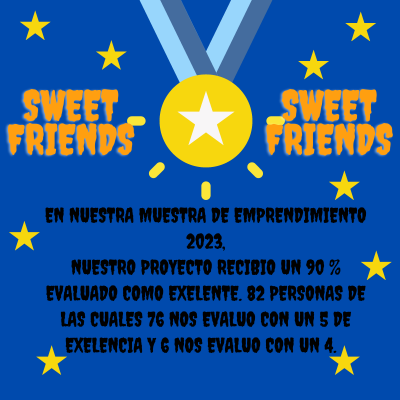 SWEET
FRIENDS
SWEET
FRIENDS
EN NUESTRA MUESTRA DE EMPRENDIMIENTO
2023,
NUESTRO PROYECTO RECIBIO UN 90 %
EVALUADO COMO EXELENTE. 82 PERSONAS DE
LAS CUALES 76 NOS EVALUO CON UN 5 DE
EXELENCIA Y 6 NOS EVALUO CON UN 4.